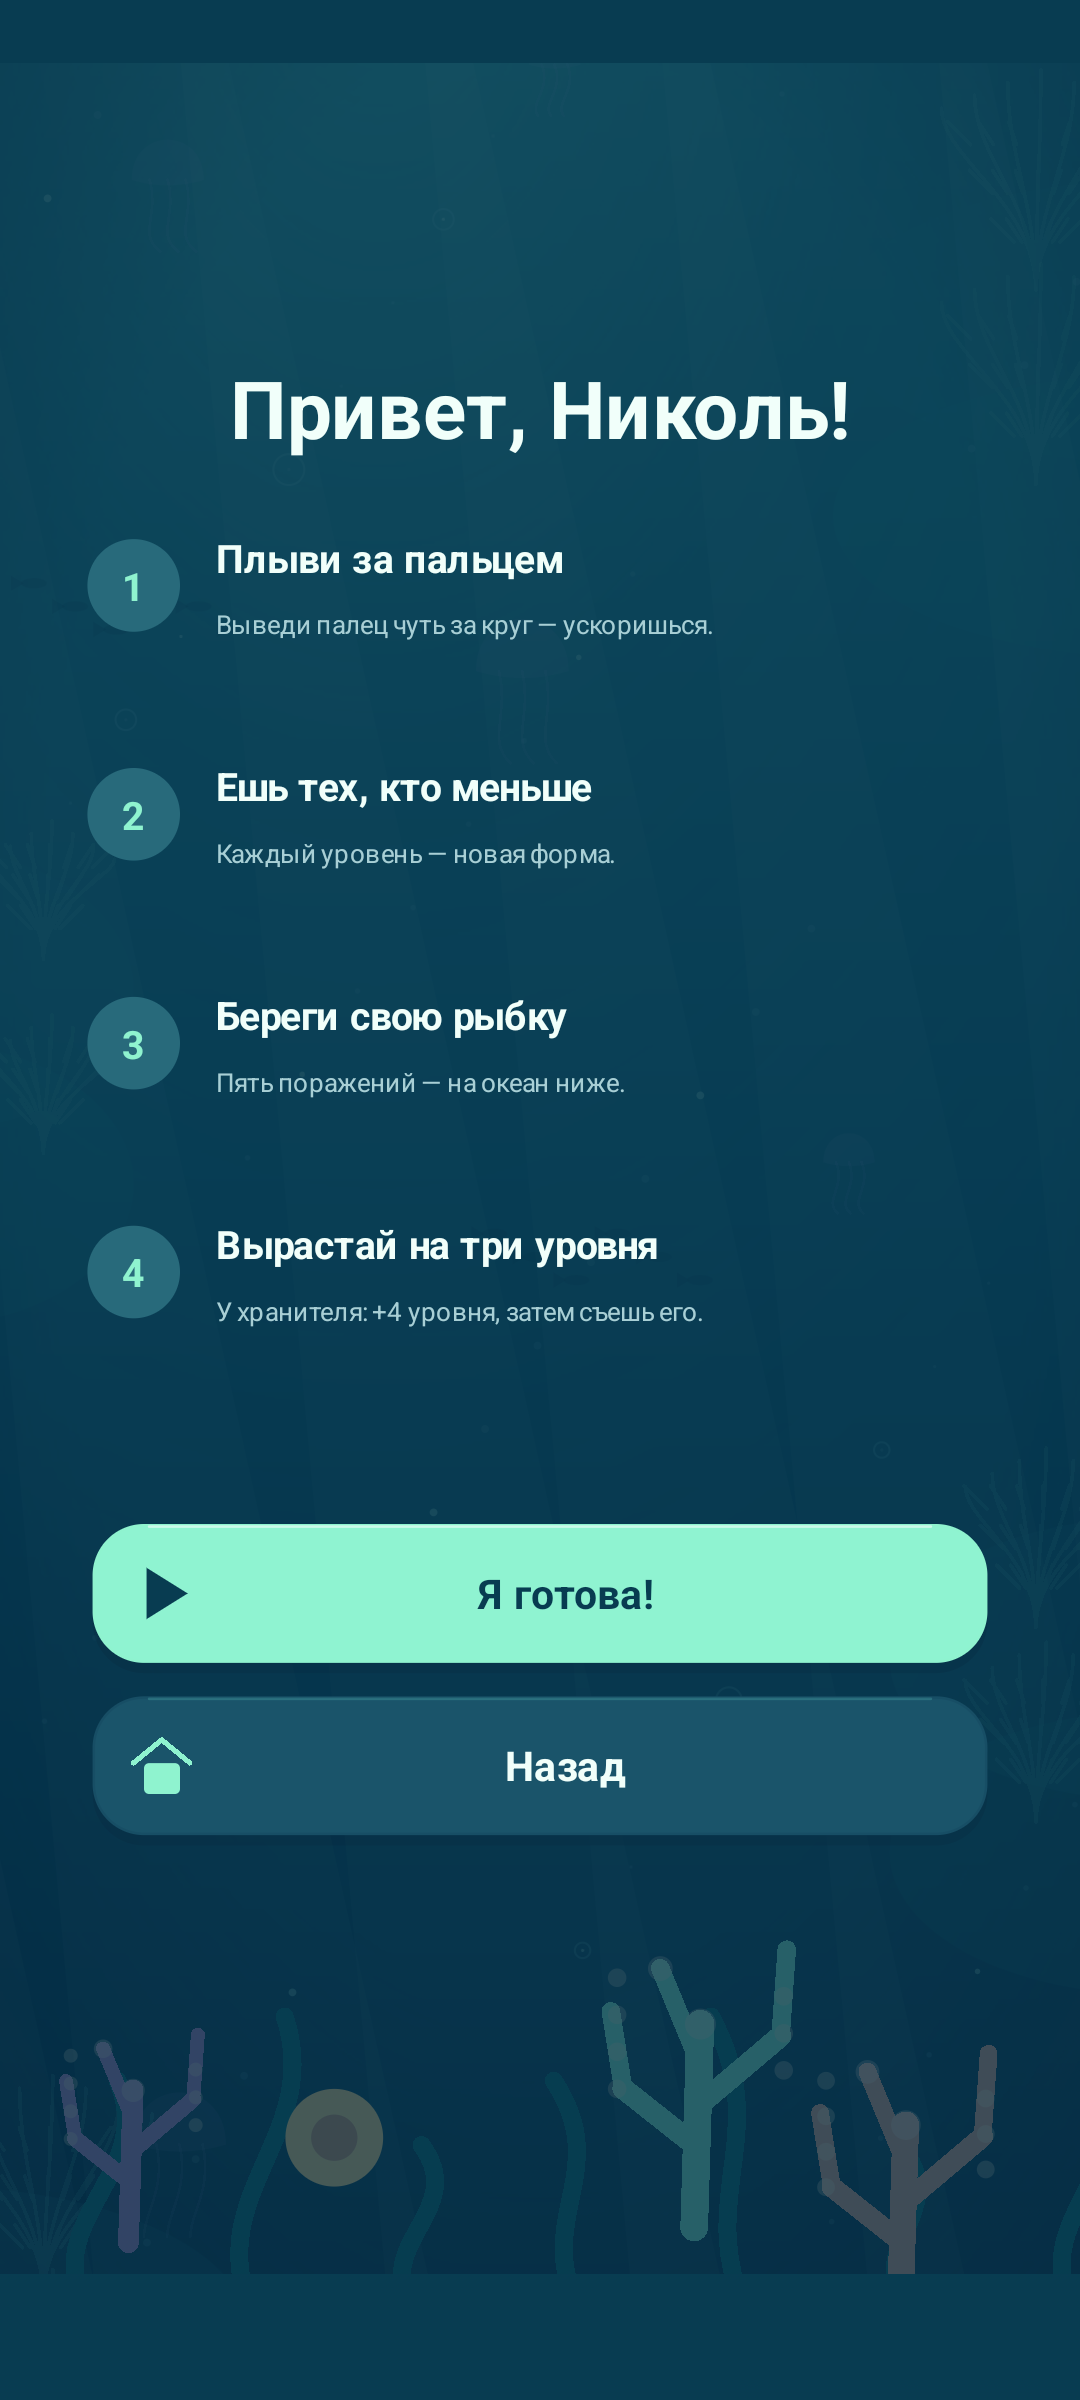 Привет, Николь!
1
Плыви за пальцем
Выведи палец чуть за круг — ускоришься.
2
Ешь тех, кто меньше
Каждый уровень — новая форма.
3
Береги свою рыбку
Пять поражений — на океан ниже.
4
Вырастай на три уровня
У хранителя: +4 уровня, затем съешь его.
Я готова!
Назад